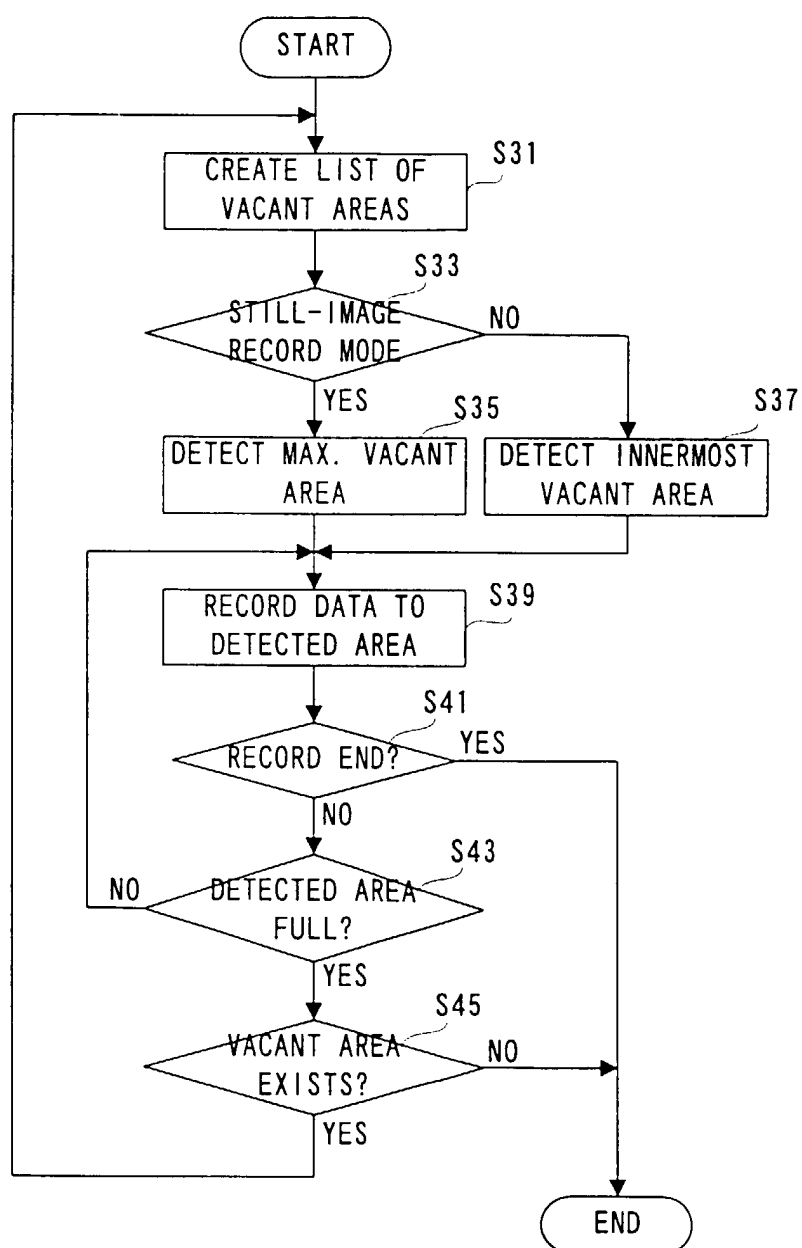 START
S31
CREATE LIST OF
VACANT AREAS
S33
STILL-IMAGE
RECORD MODE
NO
YES
S35
S37
DETECT MAX. VACANT
AREA
DETECT INNERMOST
VACANT AREA
S39
RECORD DATA TO
DETECTED AREA
S41
RECORD END?
YES
NO
S43
DETECTED AREA
FULL?
NO
YES
S45
VACANT AREA
EXISTS?
NO
YES
END